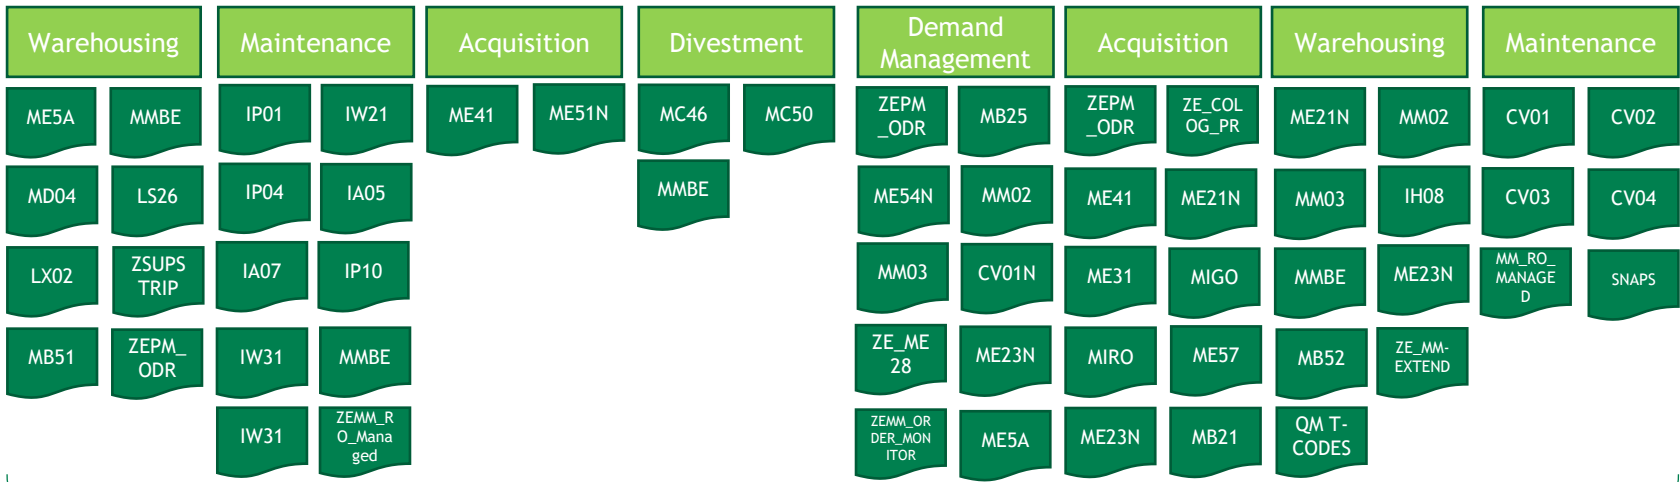 Warehousing
Maintenance
Acquisition
Divestment
Demand
Management
Acquisition
Warehousing
Maintenance
ME5A
MMBE
MD04
LS26
LX02
ZSUPS
TRIP
MB51
ZEPM_
ODR
IP01
IW21
IP04
IA05
IA07
IP10
IW31
MMBE
IW31
ZEMM_R
O_Mana
ged
ME41
ME51N
MC46
MC50
MMBE
ZEPM
_ODR
MB25
ME54N
MM02
MM03
CV01N
ZE_ME
28
ME23N
ZEMM_OR
DER_MON
ITOR
ME5A
ZEPM
_ODR
ZE_COL
OG_PR
ME41
ME21N
ME31
MIGO
MIRO
ME57
ME23N
MB21
ME21N
MM02
MM03
IH08
MMBE
ME23N
MB52
ZE_MM-
EXTEND
QM T-
CODES
CV01
CV02
CV03
CV04
MM_RO_
MANAGE
D
SNAPS